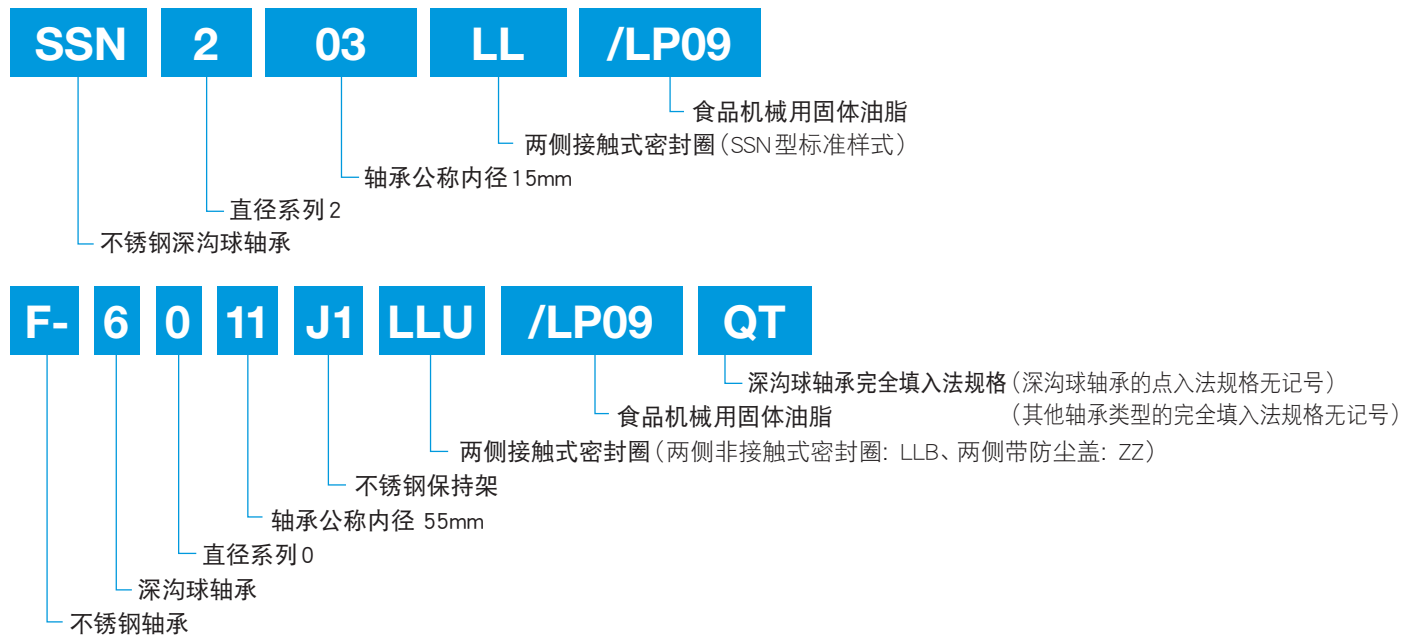 SSN 2 03 LL /LP09
食品机械用固体油脂
两侧接触式密封圈（SSN型标准样式）
轴承公称内径15mm
直径系列2
不锈钢深沟球轴承
F- 6 0 11 J1 LLU /LP09 QT
深沟球轴承完全填入法规格（深沟球轴承的点入法规格无记号）
食品机械用固体油脂（其他轴承类型的完全填入法规格无记号）
两侧接触式密封圈（两侧非接触式密封圈: LLB、两侧带防尘盖: ZZ）
不锈钢保持架
轴承公称内径 55mm
直径系列0
深沟球轴承
不锈钢轴承